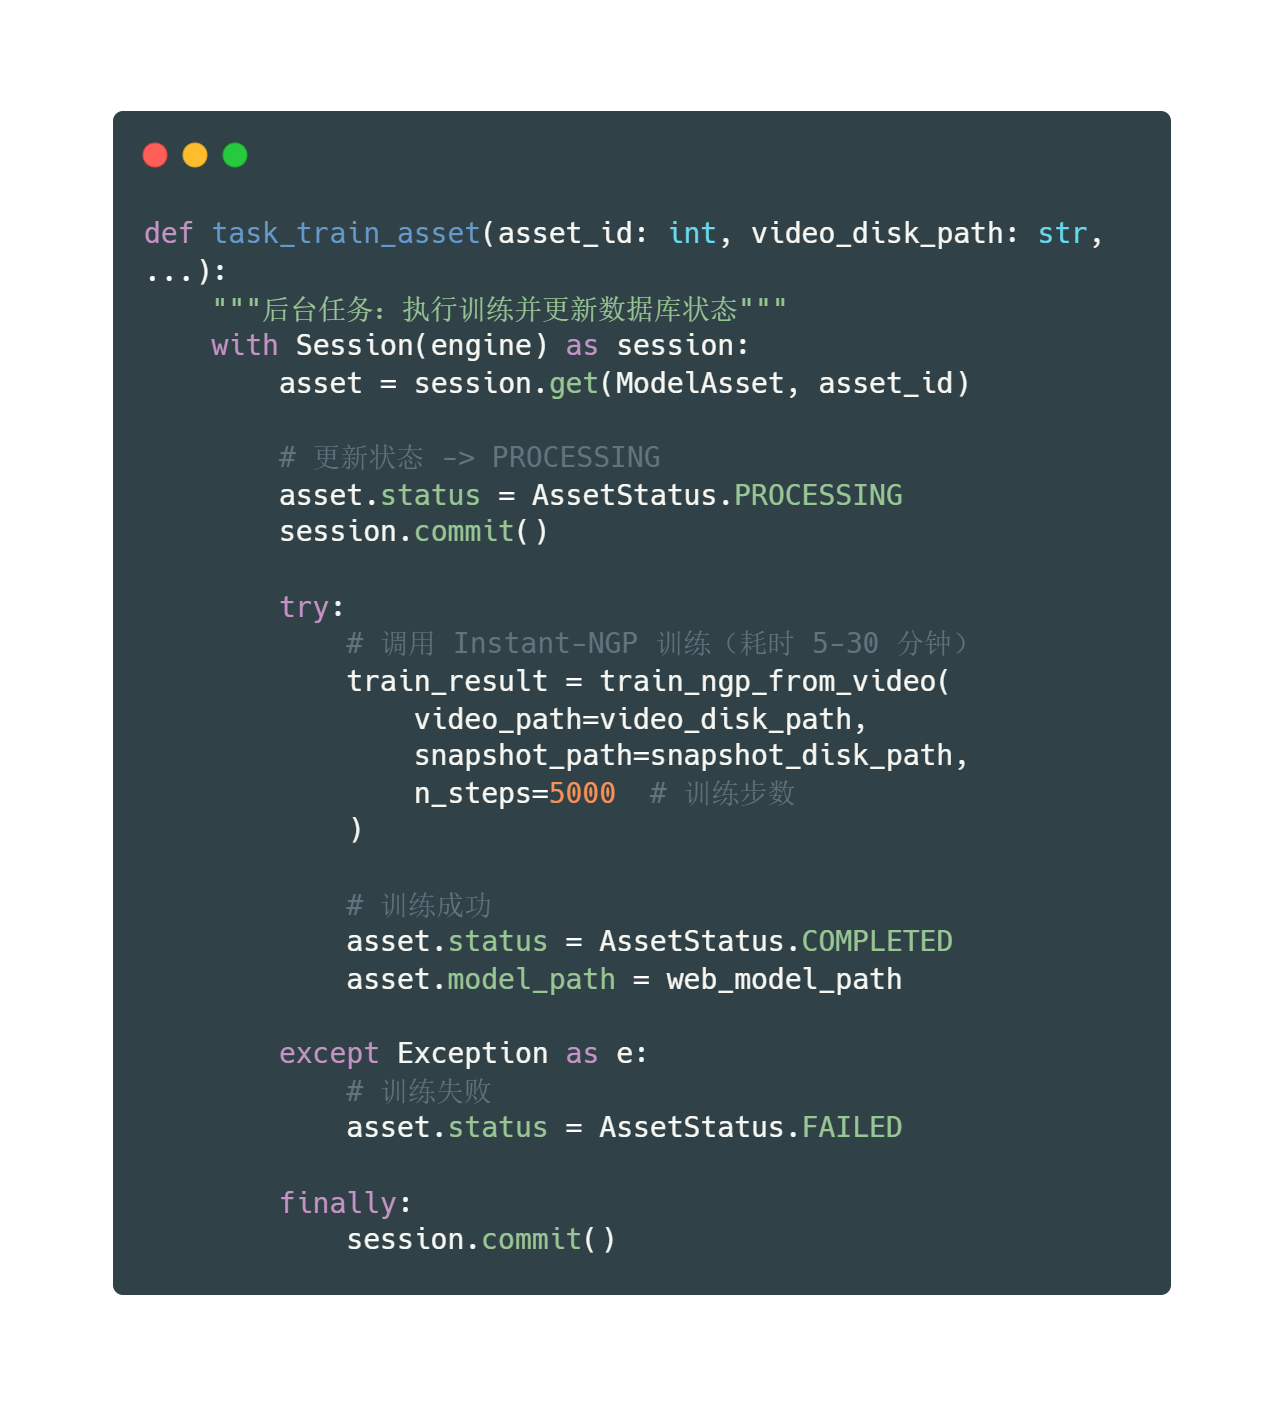 def task_train_asset(asset_id: int, video_disk_path: str,
...):
    """后台任务：执行训练并更新数据库状态"""
    with Session(engine) as session:
        asset = session.get(ModelAsset, asset_id)

        # 更新状态 -> PROCESSING
        asset.status = AssetStatus.PROCESSING
        session.commit()

        try:
            # 调用 Instant-NGP 训练（耗时 5-30 分钟）
            train_result = train_ngp_from_video(
                video_path=video_disk_path,
                snapshot_path=snapshot_disk_path,
                n_steps=5000  # 训练步数
            )

            # 训练成功
            asset.status = AssetStatus.COMPLETED
            asset.model_path = web_model_path

        except Exception as e:
            # 训练失败
            asset.status = AssetStatus.FAILED

        finally:
            session.commit()